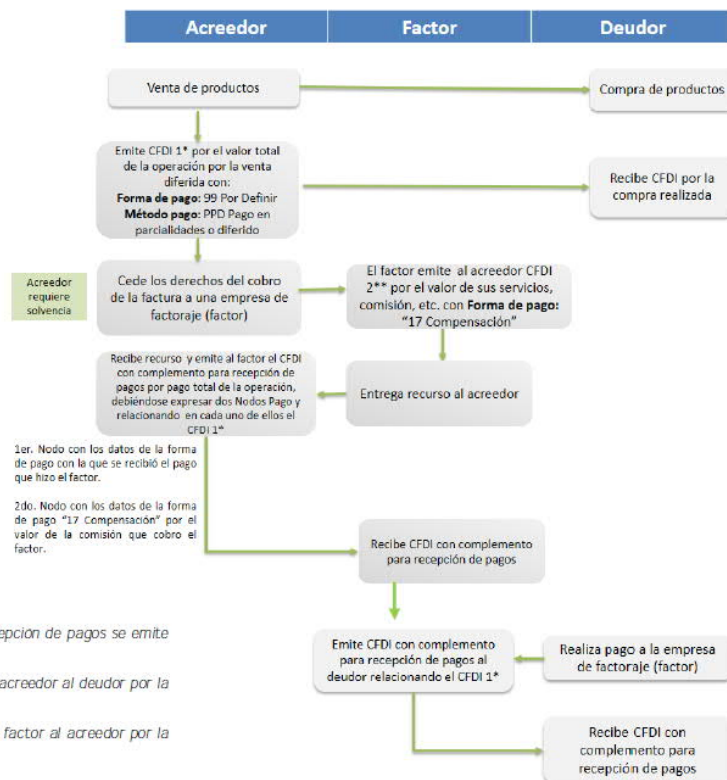 Acreedor
Factor
Deudor
Venta de productos
Compra de productos
Emite CFDI 1* por el valor total
de la operación por la venta
diferida con:
Forma de pago: 99 Por Definir
Método pago: PPD Pago en
parcialidades o diferido
Recibe CFDI por la
compra realizada
Acreedor
requiere
solvencia
Cede los derechos del cobro
de la factura a una empresa de
factoraje (factor)
El factor emite al acreedor CFDI
2** por el valor de sus servicios,
comisión, etc. con Forma de pago:
"17 Compensación"
Recibe recurso y emite al factor el CFDI
con complemento para recepción de
pagos por pago total de la operación,
debiéndose expresar dos Nodos Pago y
relacionando en cada uno de ellos el
CFDI 1*
Entrega recurso al acreedor
1er. Nodo con los datos de la forma
de pago con la que se recibió el pago
que hizo el factor.
2do. Nodo con los datos de la forma
de pago "17 Compensación" por el
valor de la comisión que cobro el
factor.
Recibe CFDI con complemento
para recepción de pagos
epción de pagos se emite
Emite CFDI con complemento
para recepción de pagos al
deudor relacionando el CFDI 1*
Realiza pago a la empresa
de factoraje (factor)
acreedor al deudor por la
factor al acreedor por la
Recibe CFDI con
complemento para
recepción de pagos